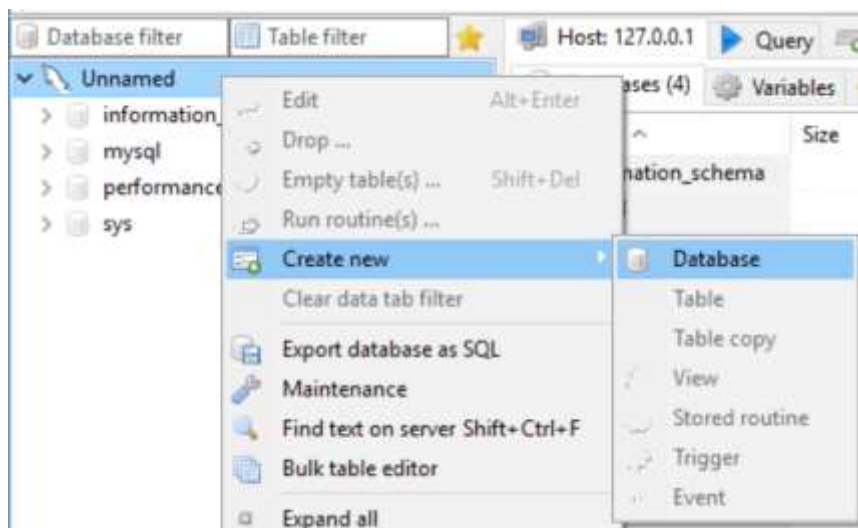 Database filter
Table filter
Host: 127.0.0.1
Query
Unnamed
ases (4)
Variables
information_
mysql
performance
sys
Size
mation_schema
Edit Alt+Enter
Drop ...
Empty table(s) ... Shift+Del
Run routine(s) ...
Create new
Clear data tab filter
Export database as SQL
Maintenance
Find text on server Shift+Ctrl+F
Bulk table editor
Expand all
Database
Table
Table copy
View
Stored routine
Trigger
Event